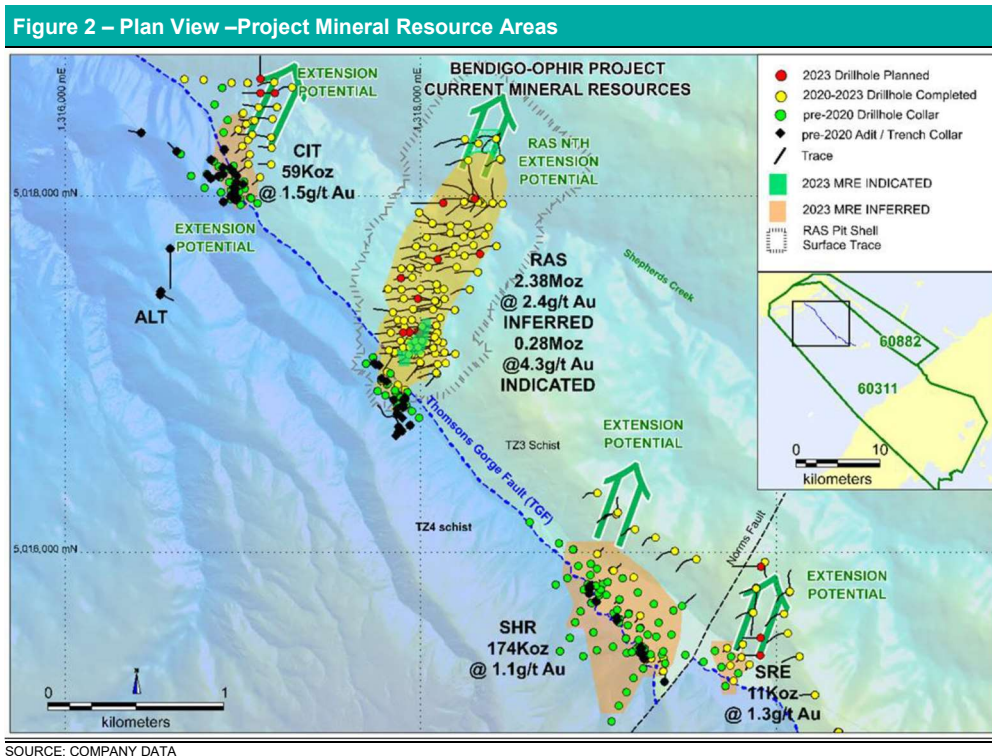 Figure 2 – Plan View –Project Mineral Resource Areas
BENDIGO-OPHIR PROJECT
CURRENT MINERAL RESOURCES
1,316,000 mE
1,318,000 mE
5,018,000 mN
5,016,000 mN
EXTENSION
POTENTIAL
CIT
59Koz
@ 1.5g/t Au
EXTENSION
POTENTIAL
ALT
RAS NTH
EXTENSION
POTENTIAL
RAS
2.38Moz
@ 2.4g/t Au
INFERRED
0.28Moz
@4.3g/t Au
INDICATED
Shepherds Creek
Thomsons Gorge Fault (TGF)
TZ3 Schist
TZ4 schist
EXTENSION
POTENTIAL
Norms Fault
EXTENSION
POTENTIAL
SHR
174Koz
@ 1.1g/t Au
SRE
11Koz
@ 1.3g/t Au
0 1
kilometers
2023 Drillhole Planned
2020-2023 Drillhole Completed
pre-2020 Drillhole Collar
pre-2020 Adit / Trench Collar
Trace
2023 MRE INDICATED
2023 MRE INFERRED
RAS Pit Shell
Surface Trace
60882
60311
0 10
kilometers
SOURCE: COMPANY DATA